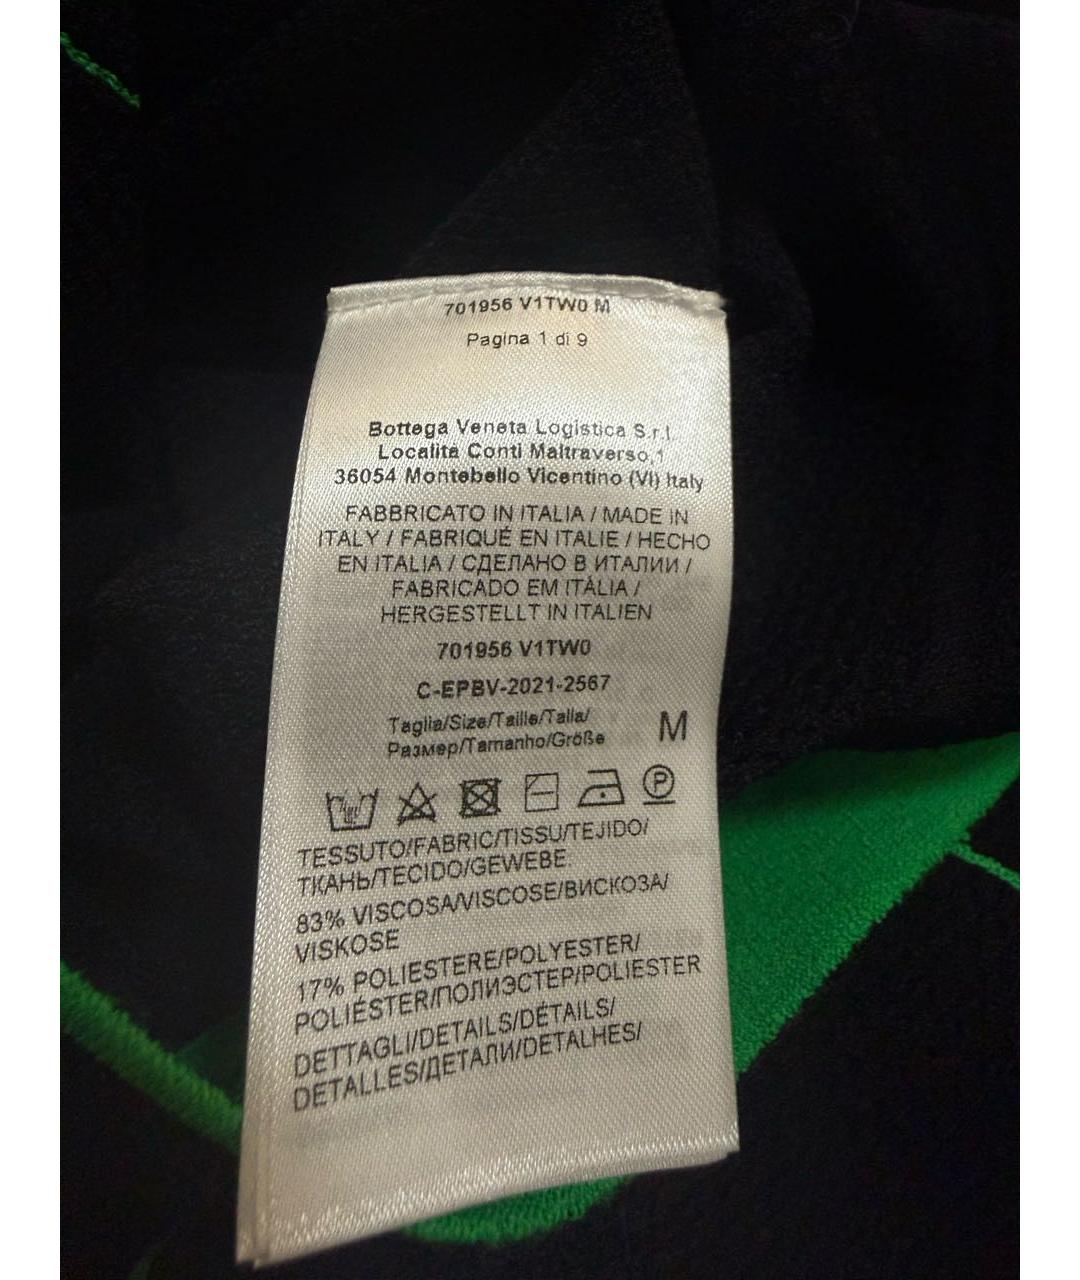 701956 V1TW0 M
Pagina 1 di 9
Bottega Veneta Logistica S.r.l.
Localita Conti Maltraverso,1
36054 Montebello Vicentino (VI) Italy
FABBRICATO IN ITALIA / MADE IN
ITALY / FABRIQUÉ EN ITALIE / HECHO
EN ITALIA / СДЕЛАНО В ИТАЛИИ /
FABRICADO EM ITÁLIA /
HERGESTELLT IN ITALIEN
701956 V1TW0
C-EPBV-2021-2567
Taglia/Size/Taille/Talla/
Размер/Tamanho/Größe M
P
TESSUTO/FABRIC/TISSU/TEJIDO/
ТКАНЬ/TECIDO/GEWEBE:
83% VISCOSA/VISCOSE/ВИСКОЗА/
VISKOSE
17% POLIESTERE/POLYESTER/
POLIÉSTER/ПОЛИЭСТЕР/POLIESTER
DETTAGLI/DETAILS/DÉTAILS/
DETALLES/ДЕТАЛИ/DETALHES/